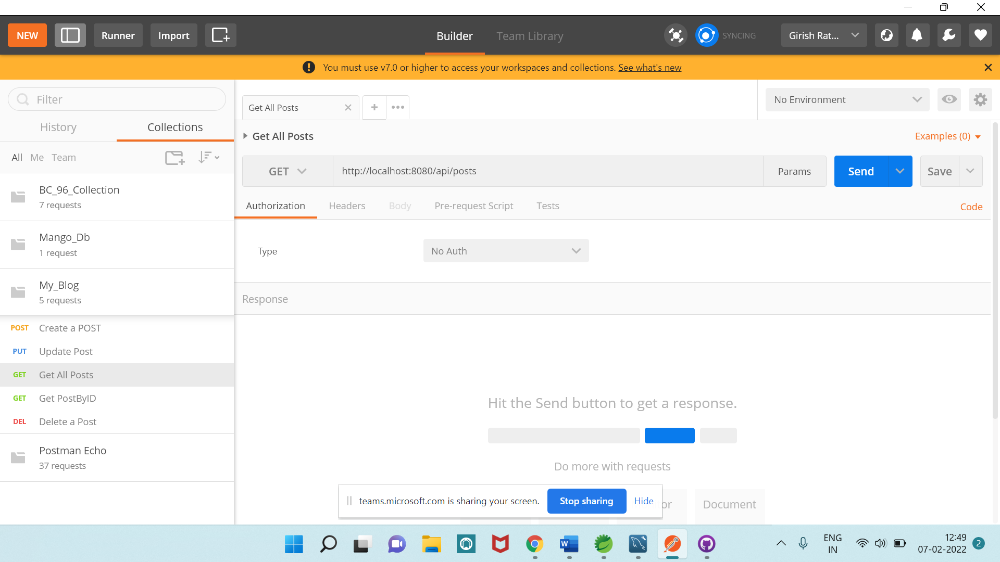 NEW
Runner
Import
Builder
Team Library
SYNCING
Girish Rat...
You must use v7.0 or higher to access your workspaces and collections. See what's new
Filter
History
Collections
All Me Team
BC_96_Collection
7 requests
Mango_Db
1 request
My_Blog
5 requests
POST Create a POST
PUT Update Post
GET Get All Posts
GET Get PostByID
DEL Delete a Post
Postman Echo
37 requests
Get All Posts
No Environment
Get All Posts
Examples (0)
GET
http://localhost:8080/api/posts
Params
Send
Save
Authorization Headers Body Pre-request Script Tests
Code
Type
No Auth
Response
Hit the Send button to get a response.
Do more with requests
or
Document
teams.microsoft.com is sharing your screen.
Stop sharing
Hide
W
ENG
IN
12:49
07-02-2022
2